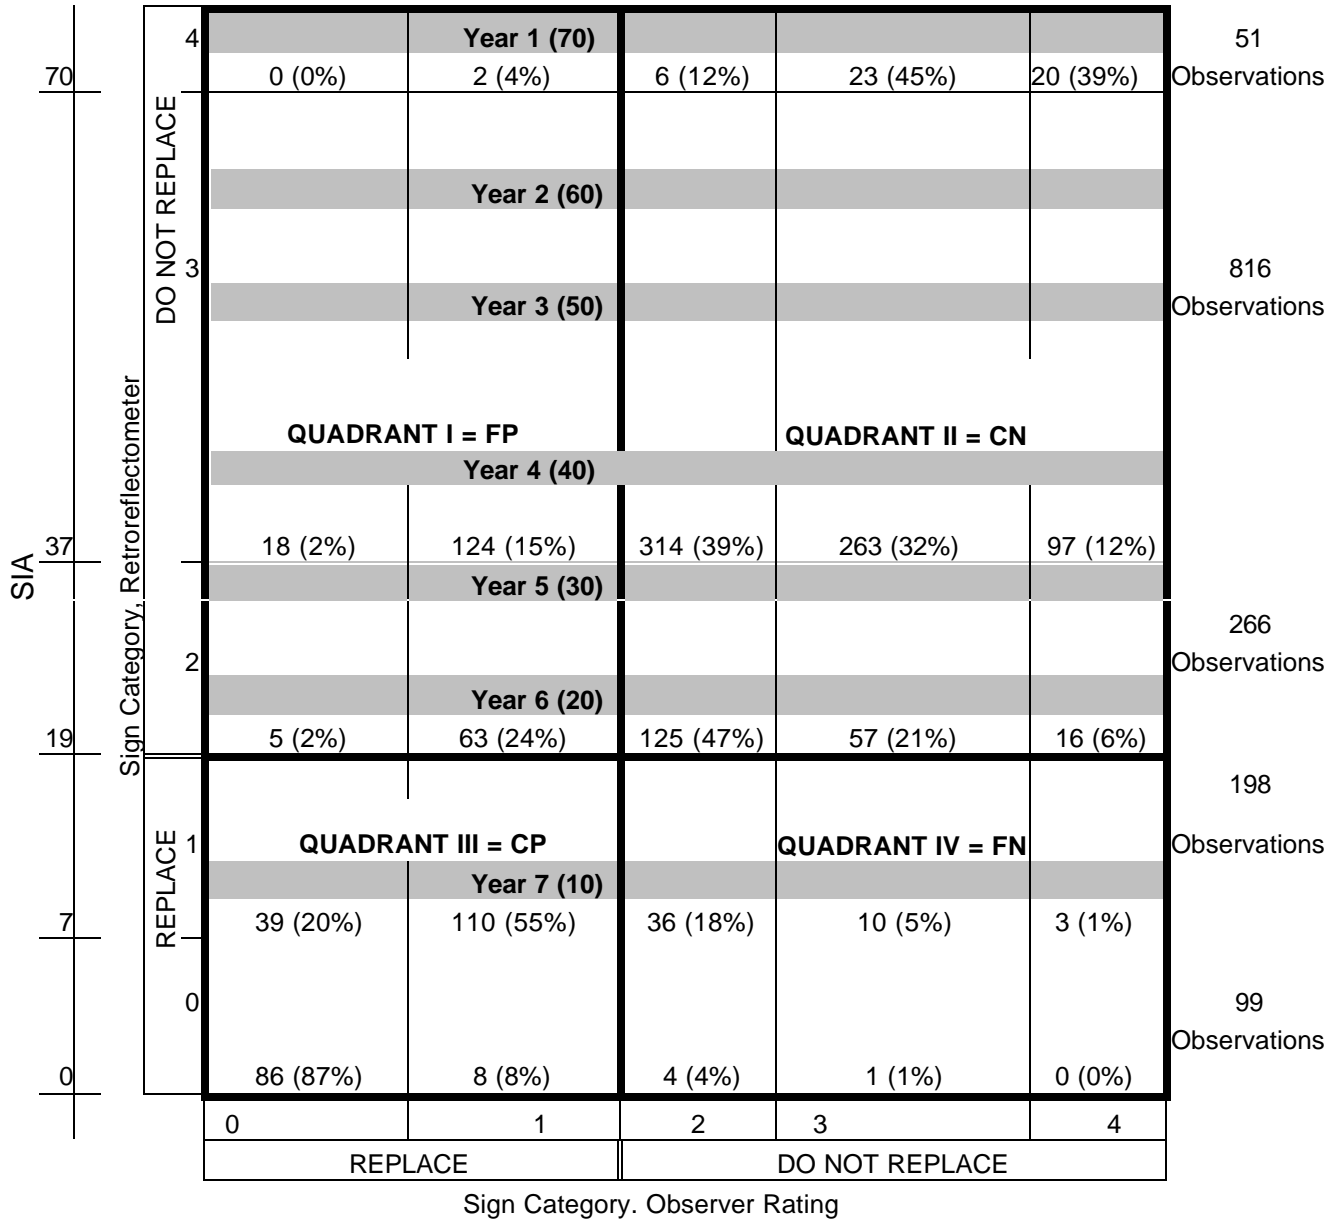 4 Year 1 (70) 51
70 0 (0%) 2 (4%) 6 (12%) 23 (45%) 20 (39%) Observations
DO NOT REPLACE
Year 2 (60)
3 816
Year 3 (50) Observations
Sign Category, Retroreflectometer
QUADRANT I = FP QUADRANT II = CN
Year 4 (40)
37 18 (2%) 124 (15%) 314 (39%) 263 (32%) 97 (12%)
SIA
Year 5 (30)
266
2 Observations
Year 6 (20)
19 5 (2%) 63 (24%) 125 (47%) 57 (21%) 16 (6%)
198
REPLACE
1 QUADRANT III = CP QUADRANT IV = FN Observations
Year 7 (10)
7 39 (20%) 110 (55%) 36 (18%) 10 (5%) 3 (1%)
0 99
Observations
0 86 (87%) 8 (8%) 4 (4%) 1 (1%) 0 (0%)
0 1 2 3 4
REPLACE DO NOT REPLACE
Sign Category. Observer Rating